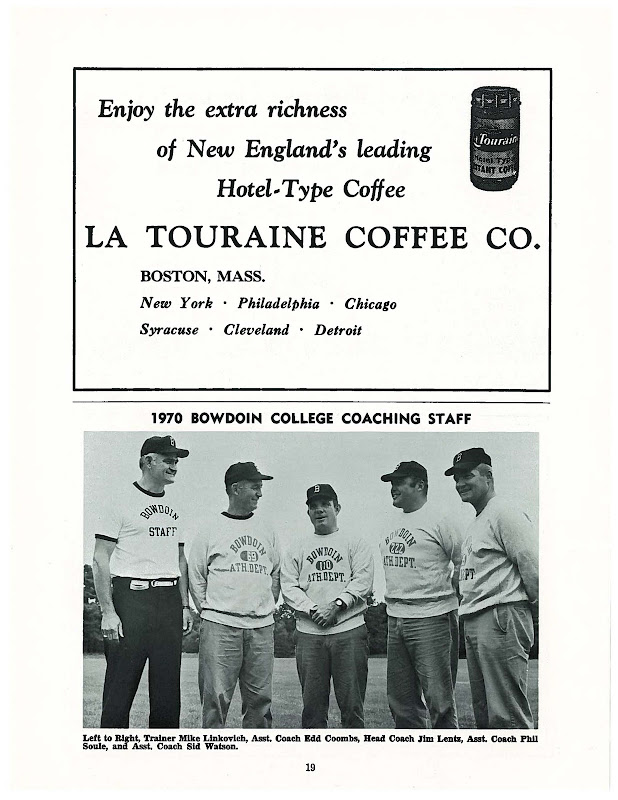 Enjoy the extra richness
of New England's leading
Hotel-Type Coffee
Touraine
LA TOURAINE COFFEE CO.
BOSTON, MASS.
New York · Philadelphia · Chicago
Syracuse · Cleveland · Detroit
1970 BOWDOIN COLLEGE COACHING STAFF
B
B
BOWDOIN
STAFF
BOWDOIN
ATH.DEPT.
BOWDOIN
110
ATH.DEPT.
BOWDOIN
222
ATH.DEPT.
PT
Left to Right, Trainer Mike Linkovich, Asst. Coach Edd Coombs, Head Coach Jim Lentz, Asst. Coach Phil
Soule, and Asst. Coach Sid Watson.
19